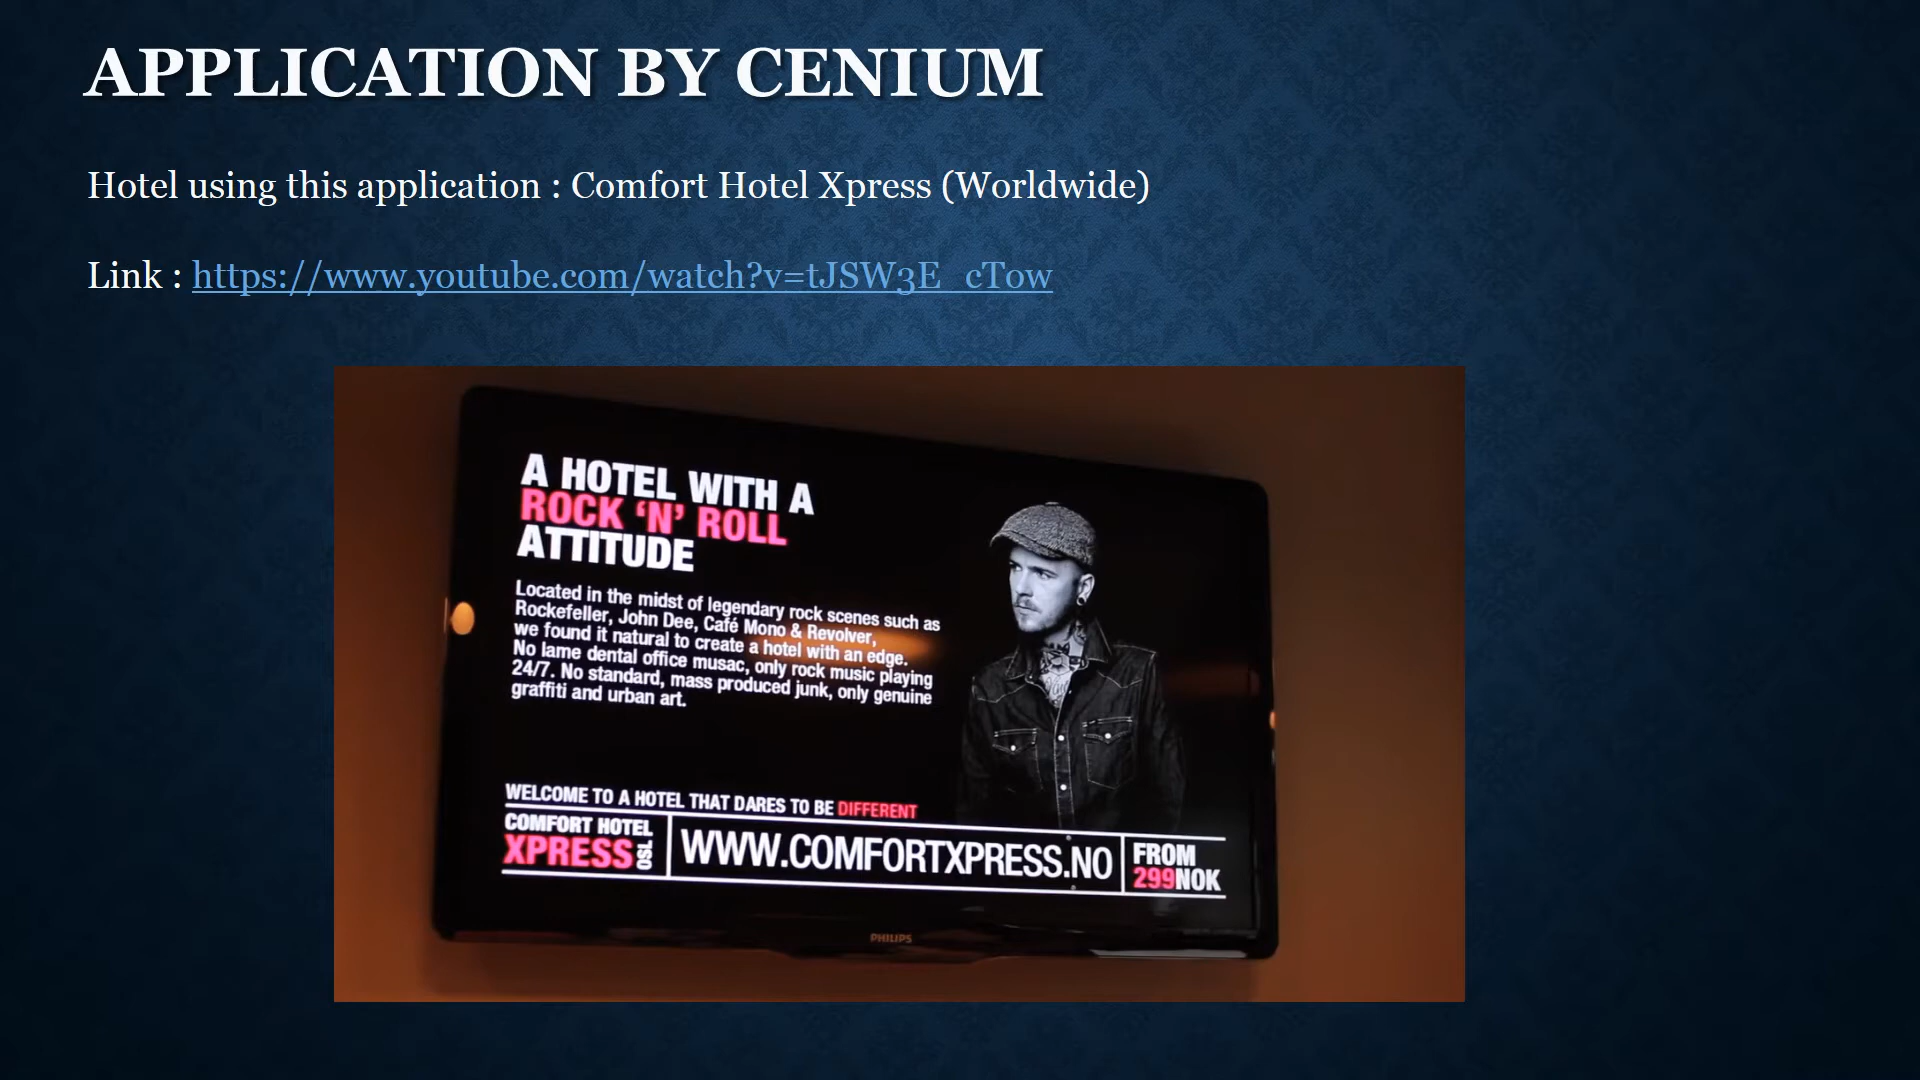 APPLICATION BY CENIUM
Hotel using this application : Comfort Hotel Xpress (Worldwide)
Link : https://www.youtube.com/watch?v=tJSW3E_cTow
A HOTEL WITH A
ROCK ‘N’ ROLL
ATTITUDE
Located in the midst of legendary rock scenes such as
Rockefeller, John Dee, Café Mono & Revolver,
we found it natural to create a hotel with an edge.
No lame dental office musac, only rock music playing
24/7. No standard, mass produced junk, only genuine
graffiti and urban art.
WELCOME TO A HOTEL THAT DARES TO BE DIFFERENT
COMFORT HOTEL
XPRESS OSL
WWW.COMFORTXPRESS.NO
FROM
299NOK
PHILIPS